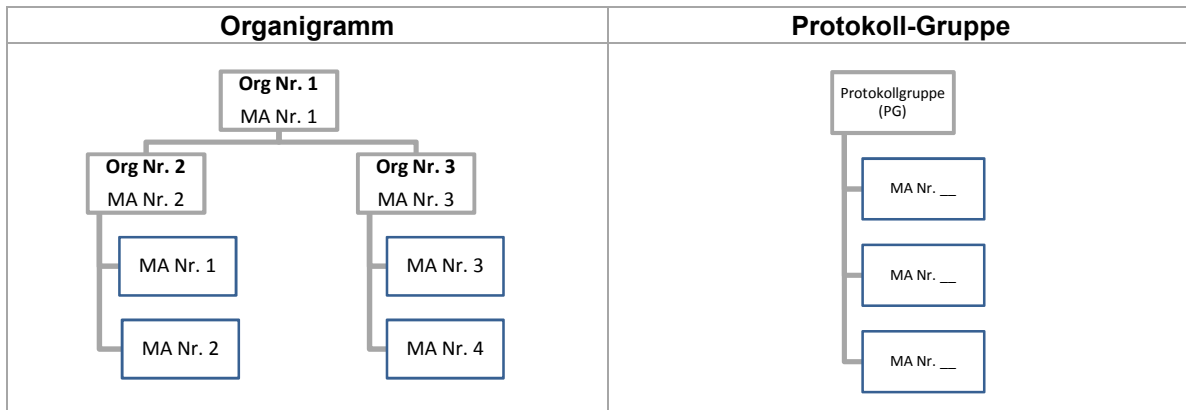 Organigramm
Org Nr. 1
MA Nr. 1
Org Nr. 2
MA Nr. 2
Org Nr. 3
MA Nr. 3
MA Nr. 1
MA Nr. 3
MA Nr. 2
MA Nr. 4
Protokoll-Gruppe
Protokollgruppe
(PG)
MA Nr. __
MA Nr. __
MA Nr. __